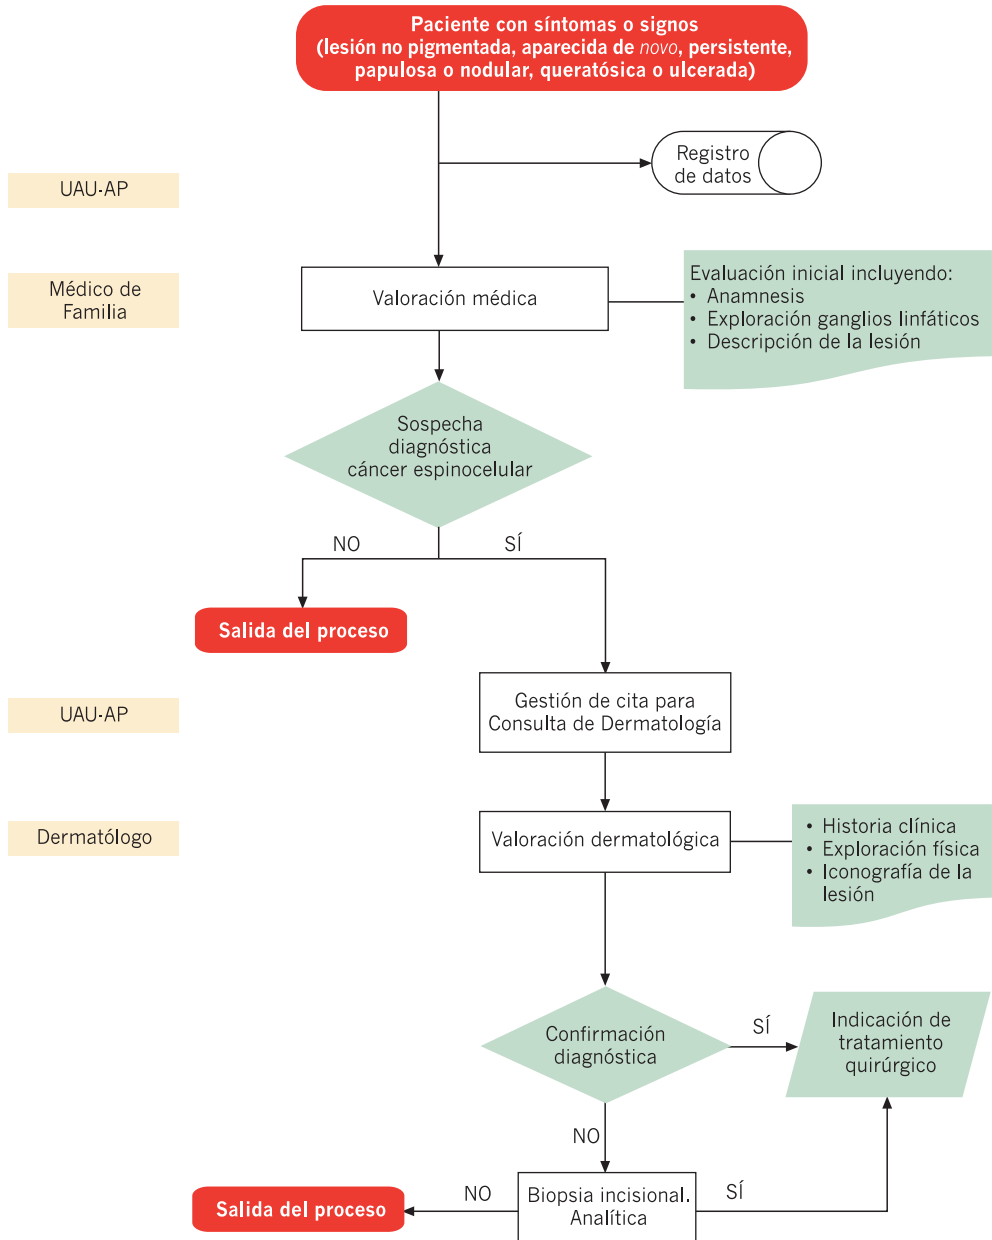 Paciente con síntomas o signos
(lesión no pigmentada, aparecida de novo, persistente,
papulosa o nodular, queratósica o ulcerada)
Registro
de datos
UAU-AP
Médico de
Familia
Valoración médica
Evaluación inicial incluyendo:
• Anamnesis
• Exploración ganglios linfáticos
• Descripción de la lesión
Sospecha
diagnóstica
cáncer espinocelular
NO
SÍ
Salida del proceso
UAU-AP
Gestión de cita para
Consulta de Dermatología
Dermatólogo
Valoración dermatológica
• Historia clínica
• Exploración física
• Iconografía de la
lesión
Confirmación
diagnóstica
SÍ
Indicación de
tratamiento
quirúrgico
NO
Biopsia incisional.
Analítica
NO
SÍ
Salida del proceso